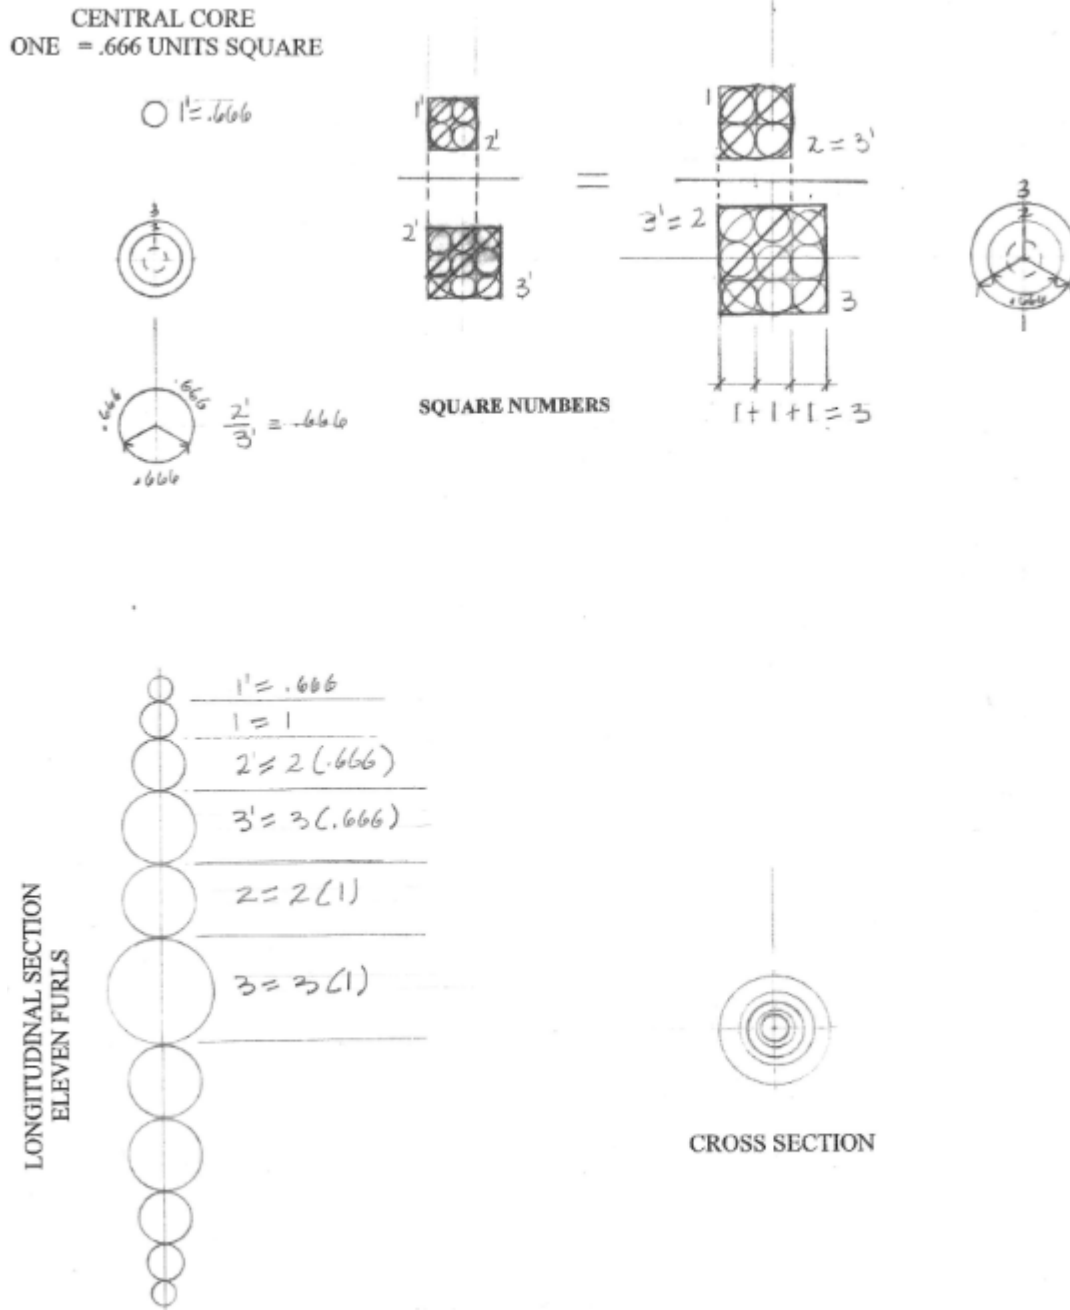 CENTRAL CORE
ONE = .666 UNITS SQUARE
1' = .666
1'
2'
2'
3'
=
1
2 = 3'
3' = 2
3
1 + 1 + 1 = 3
3
2
3
2
.666
1
.666
.666
.666
2'/3' = .666
SQUARE NUMBERS
1' = .666
1 = 1
2' = 2 (.666)
3' = 3 (.666)
2 = 2 (1)
3 = 3 (1)
LONGITUDINAL SECTION
ELEVEN FURLS
CROSS SECTION